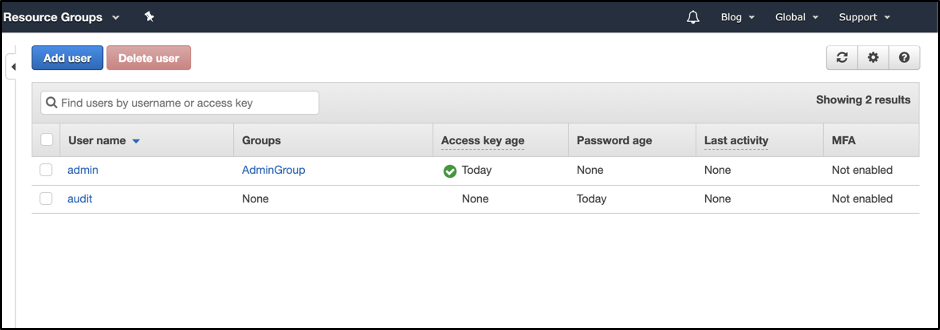 Resource Groups Blog Global Support
Add user Delete user
Find users by username or access key Showing 2 results
User name Groups Access key age Password age Last activity MFA
admin AdminGroup Today None None Not enabled
audit None None Today None Not enabled